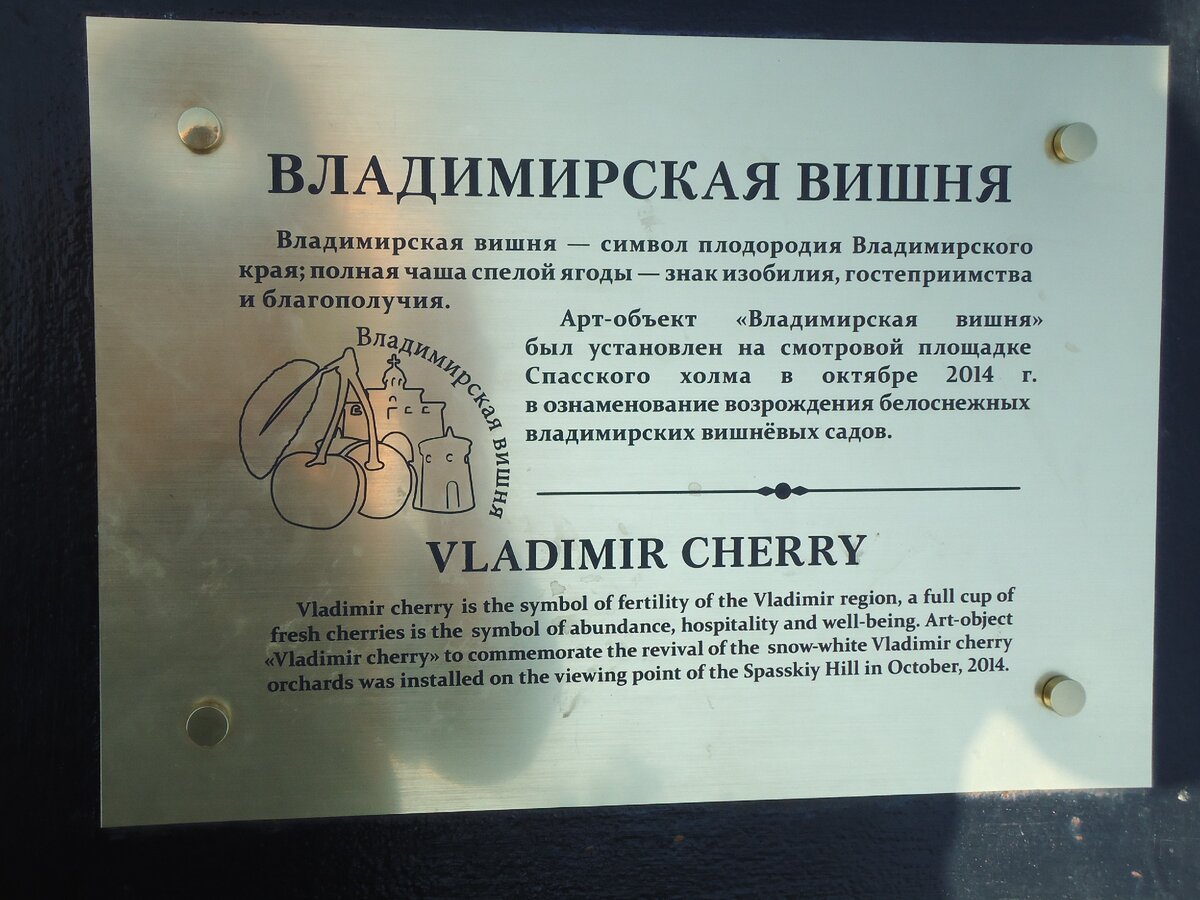 ВЛАДИМИРСКАЯ ВИШНЯ
Владимирская вишня — символ плодородия Владимирского
края; полная чаша спелой ягоды — знак изобилия, гостеприимства
и благополучия.
Владимирская вишня
Арт-объект «Владимирская вишня»
был установлен на смотровой площадке
Спасского холма в октябре 2014 г.
в ознаменование возрождения белоснежных
владимирских вишнёвых садов.
VLADIMIR CHERRY
Vladimir cherry is the symbol of fertility of the Vladimir region, a full cup of
fresh cherries is the symbol of abundance, hospitality and well-being. Art-object
«Vladimir cherry» to commemorate the revival of the snow-white Vladimir cherry
orchards was installed on the viewing point of the Spasskiy Hill in October, 2014.